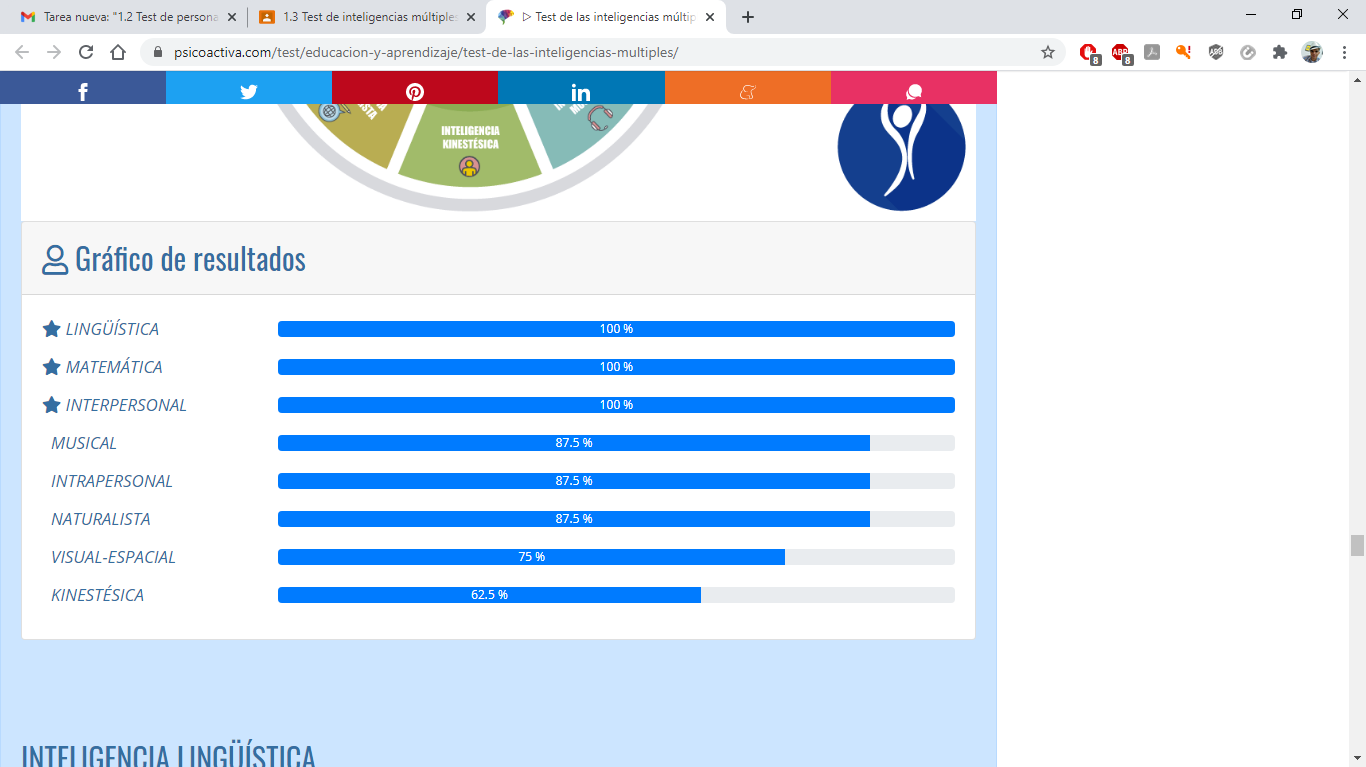 Tarea nueva: "1.2 Test de persona
1.3 Test de inteligencias múltiples
Test de las inteligencias múltip
psicoactiva.com/test/educacion-y-aprendizaje/test-de-las-inteligencias-multiples/
8
ABP
8
INTELIGENCIA
KINESTÉSICA
Gráfico de resultados
LINGÜÍSTICA 100 %
MATEMÁTICA 100 %
INTERPERSONAL 100 %
MUSICAL 87.5 %
INTRAPERSONAL 87.5 %
NATURALISTA 87.5 %
VISUAL-ESPACIAL 75 %
KINESTÉSICA 62.5 %
INTELIGENCIA LINGÜÍSTICA